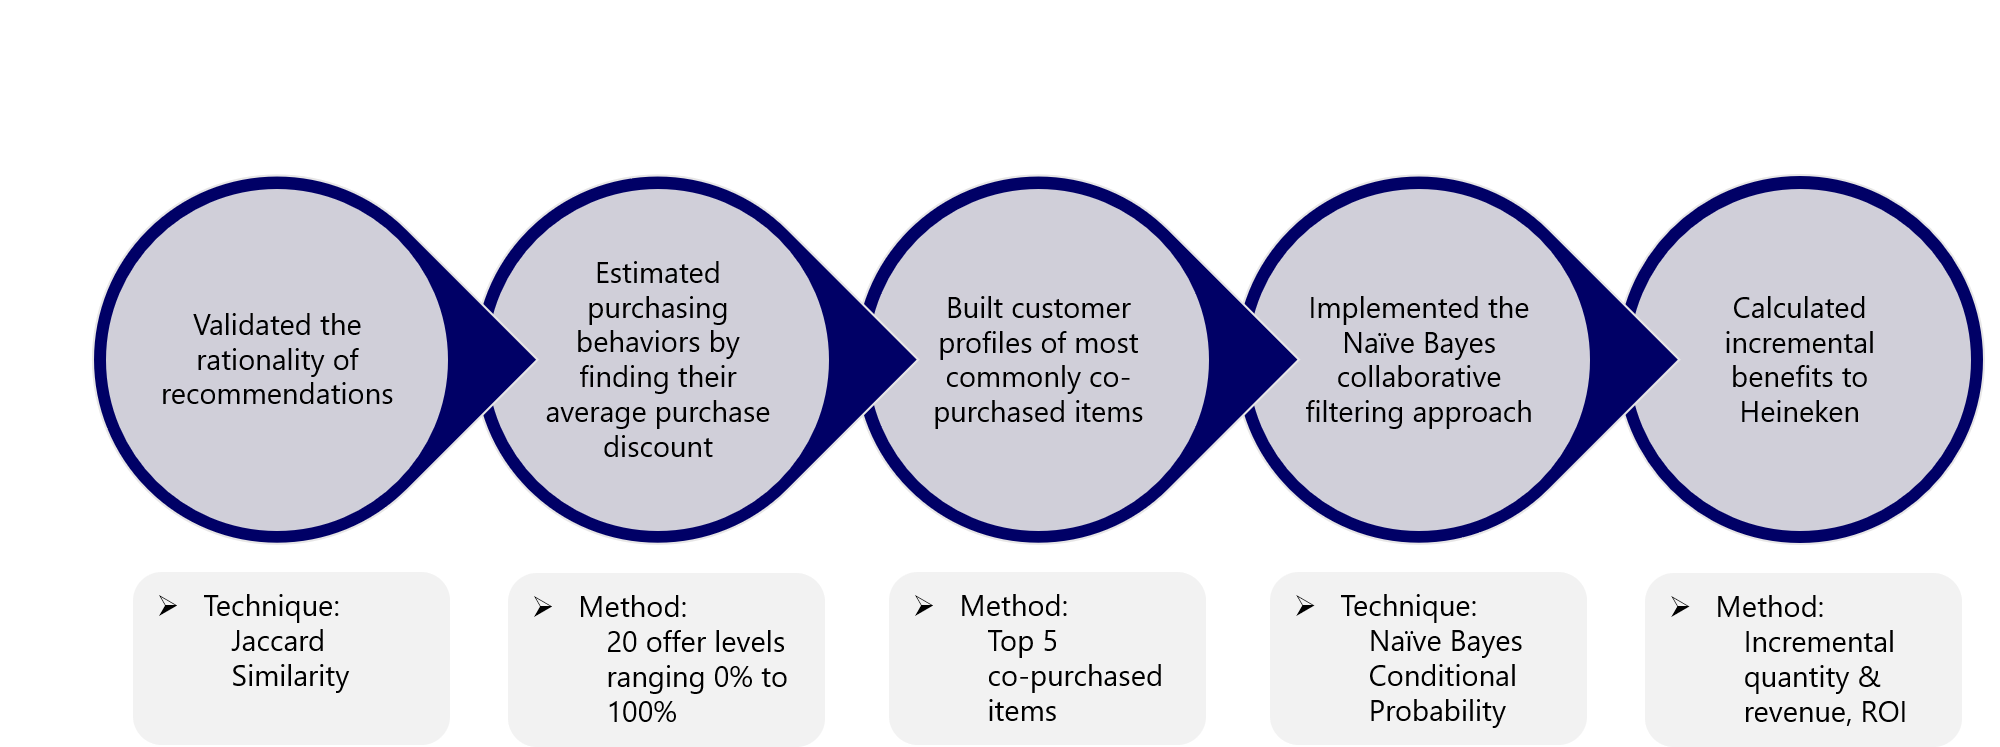 Validated the
rationality of
recommendations
Estimated
purchasing
behaviors by
finding their
average purchase
discount
Built customer
profiles of most
commonly co-
purchased items
Implemented the
Naïve Bayes
collaborative
filtering approach
Calculated
incremental
benefits to
Heineken
➢ Technique:
Jaccard
Similarity
➢ Method:
20 offer levels
ranging 0% to
100%
➢ Method:
Top 5
co-purchased
items
➢ Technique:
Naïve Bayes
Conditional
Probability
➢ Method:
Incremental
quantity &
revenue, ROI